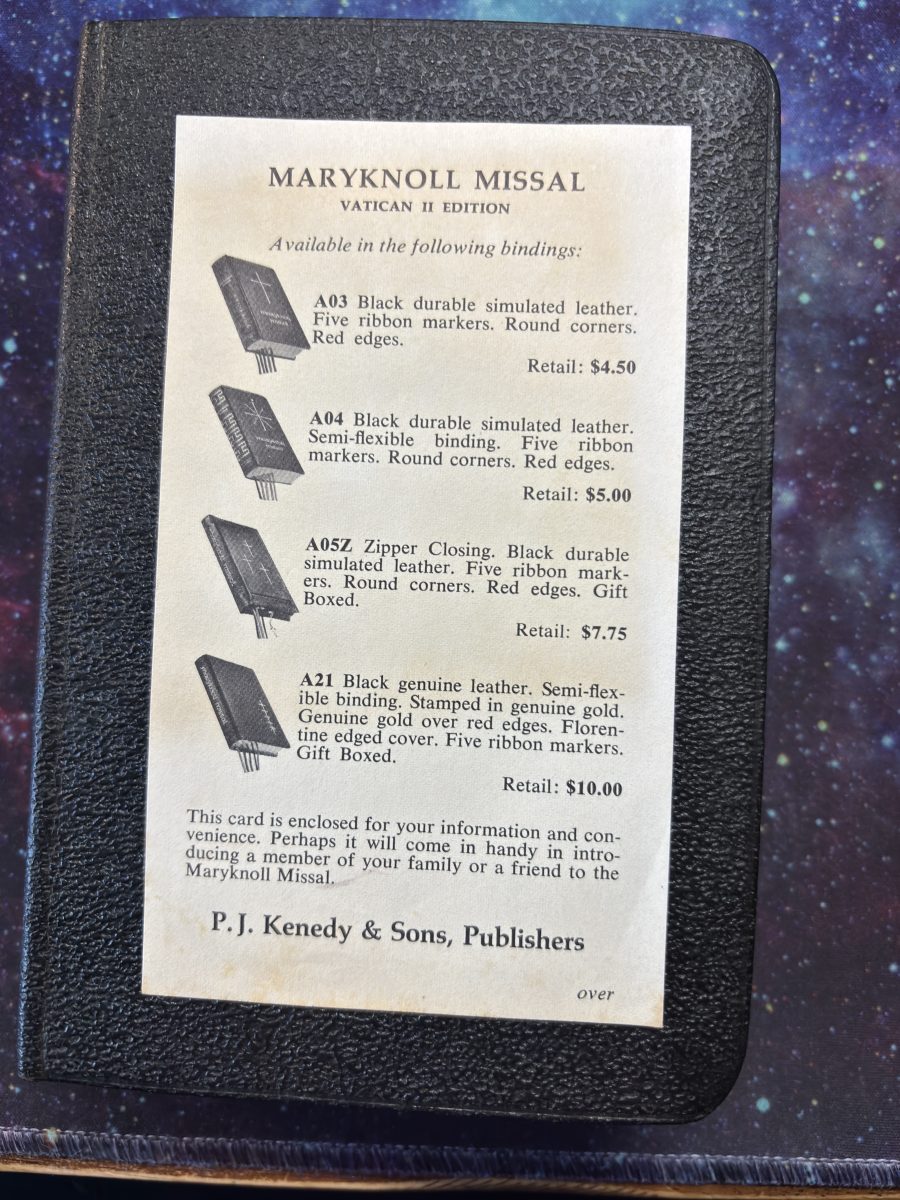 MARYKNOLL MISSAL
VATICAN II EDITION
Available in the following bindings:
A03 Black durable simulated leather.
Five ribbon markers. Round corners.
Red edges.
Retail: $4.50
A04 Black durable simulated leather.
Semi-flexible binding. Five ribbon
markers. Round corners. Red edges.
Retail: $5.00
A05Z Zipper Closing. Black durable
simulated leather. Five ribbon mark-
ers. Round corners. Red edges. Gift
Boxed.
Retail: $7.75
A21 Black genuine leather. Semi-flex-
ible binding. Stamped in genuine gold.
Genuine gold over red edges. Floren-
tine edged cover. Five ribbon markers.
Gift Boxed.
Retail: $10.00
This card is enclosed for your information and con-
venience. Perhaps it will come in handy in intro-
ducing a member of your family or a friend to the
Maryknoll Missal.
P. J. Kenedy & Sons, Publishers
over